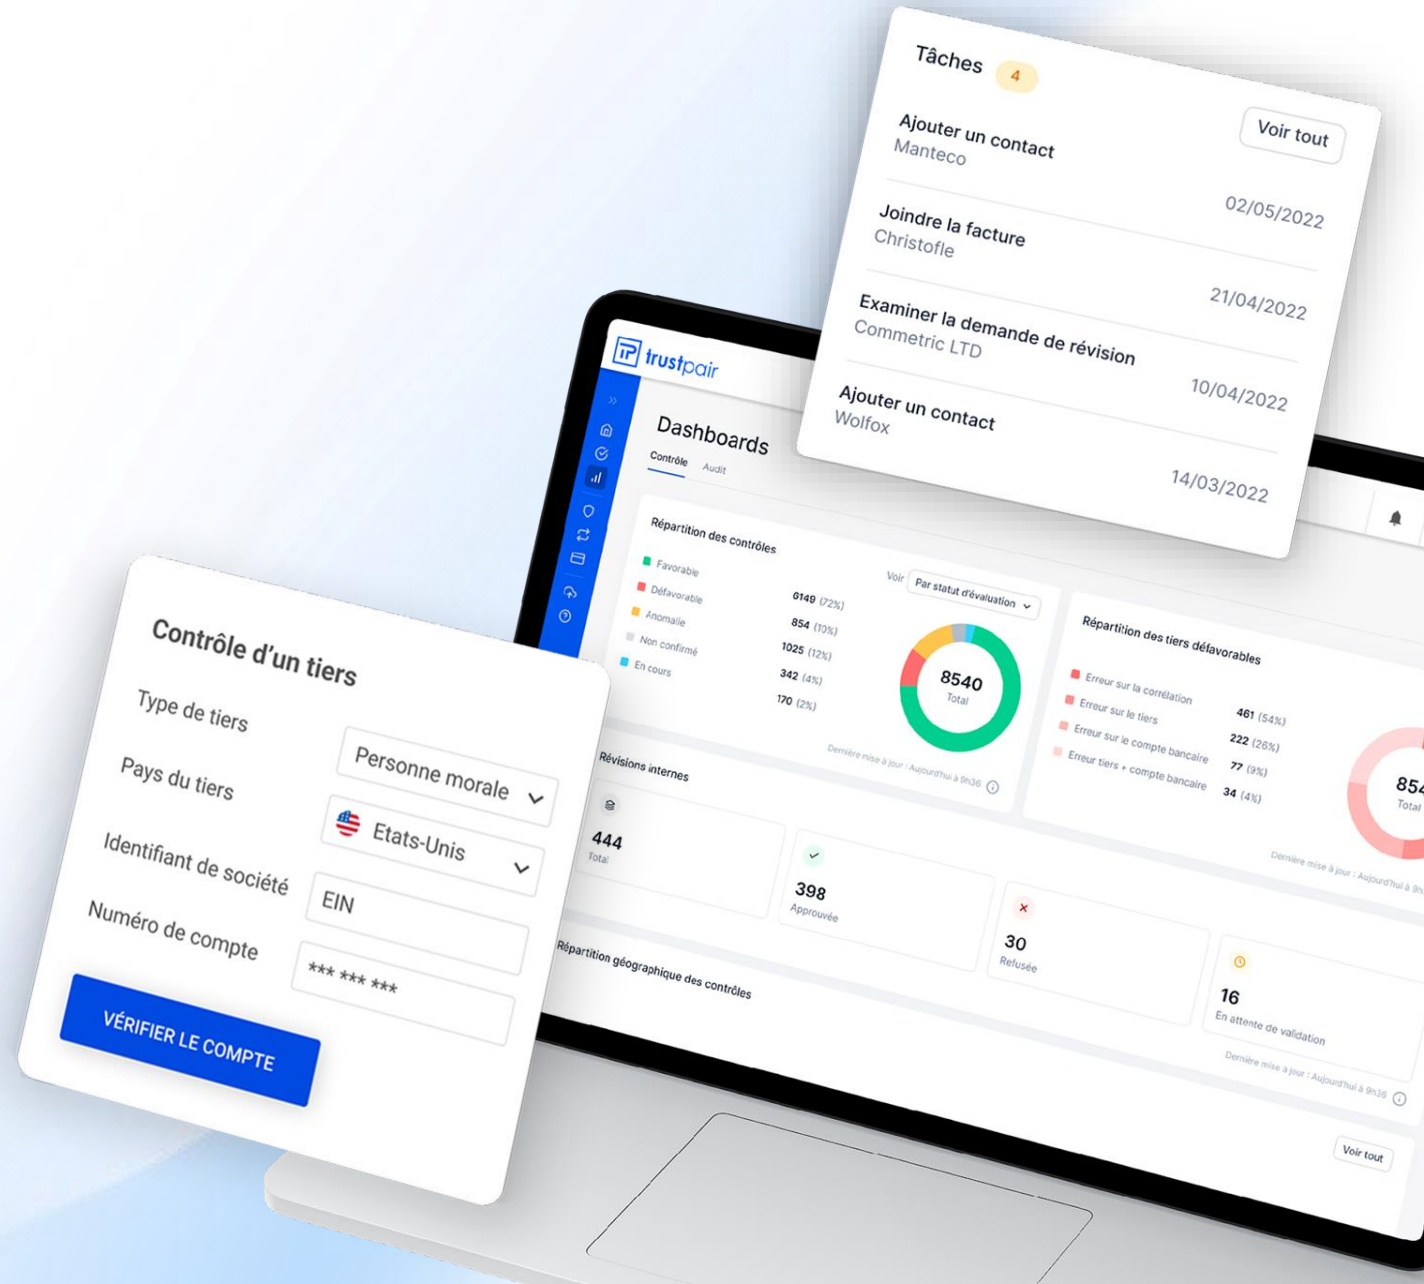 Tâches 4
Voir tout
Ajouter un contact
Manteco
02/05/2022
Joindre la facture
Christofle
21/04/2022
Examiner la demande de révision
Commetric LTD
10/04/2022
Ajouter un contact
Wolfox
14/03/2022
trustpair
Dashboards
Contrôle Audit
Répartition des contrôles
Voir Par statut d'évaluation
Favorable 6149 (72%)
Défavorable 854 (10%)
Anomalie 1025 (12%)
Non confirmé 342 (4%)
En cours 170 (2%)
8540
Total
Dernière mise à jour : Aujourd'hui à 9h36
Répartition des tiers défavorables
Erreur sur la corrélation 461 (54%)
Erreur sur le tiers 222 (26%)
Erreur sur le compte bancaire 77 (9%)
Erreur tiers + compte bancaire 34 (4%)
854
Total
Dernière mise à jour : Aujourd'hui à 9h
Révisions internes
444
Total
398
Approuvée
30
Refusée
16
En attente de validation
Dernière mise à jour : Aujourd'hui à 9h36
Répartition géographique des contrôles
Voir tout
Contrôle d’un tiers
Type de tiers
Personne morale
Pays du tiers
Etats-Unis
Identifiant de société
EIN
Numéro de compte
*** *** ***
VÉRIFIER LE COMPTE